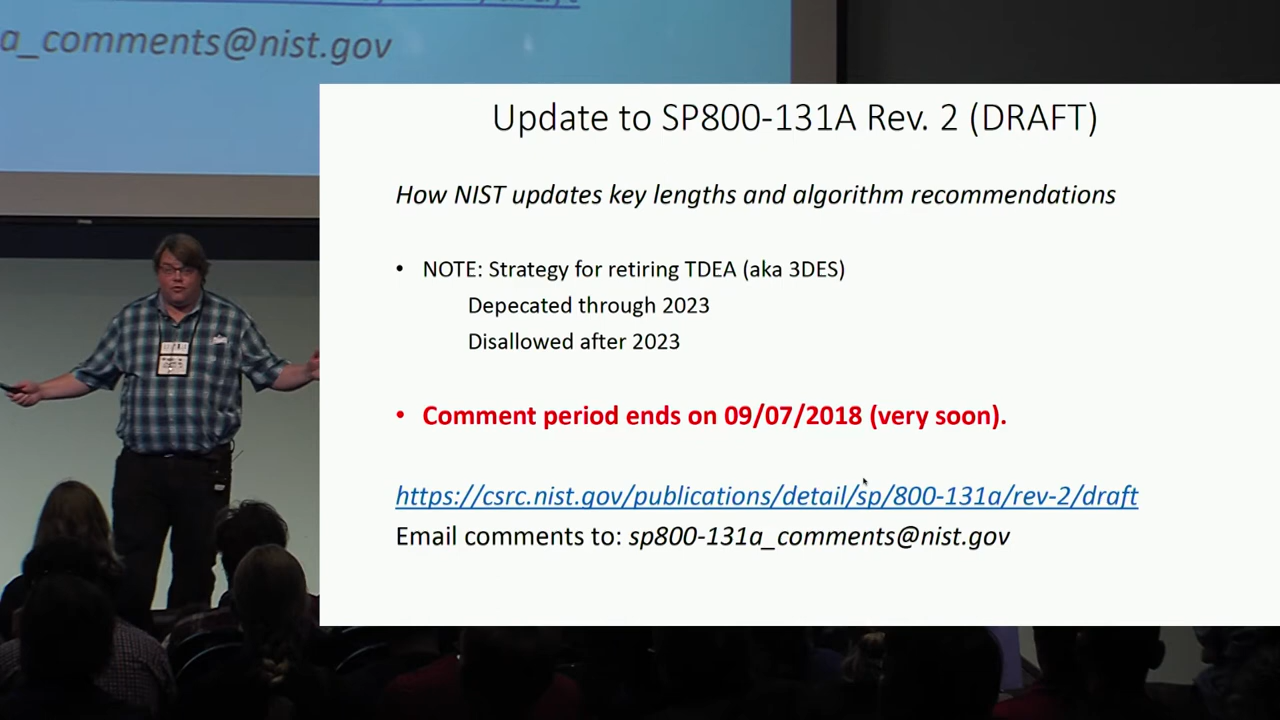 a_comments@nist.gov
Update to SP800-131A Rev. 2 (DRAFT)
How NIST updates key lengths and algorithm recommendations
• NOTE: Strategy for retiring TDEA (aka 3DES)
Depecated through 2023
Disallowed after 2023
• Comment period ends on 09/07/2018 (very soon).
https://csrc.nist.gov/publications/detail/sp/800-131a/rev-2/draft
Email comments to: sp800-131a_comments@nist.gov